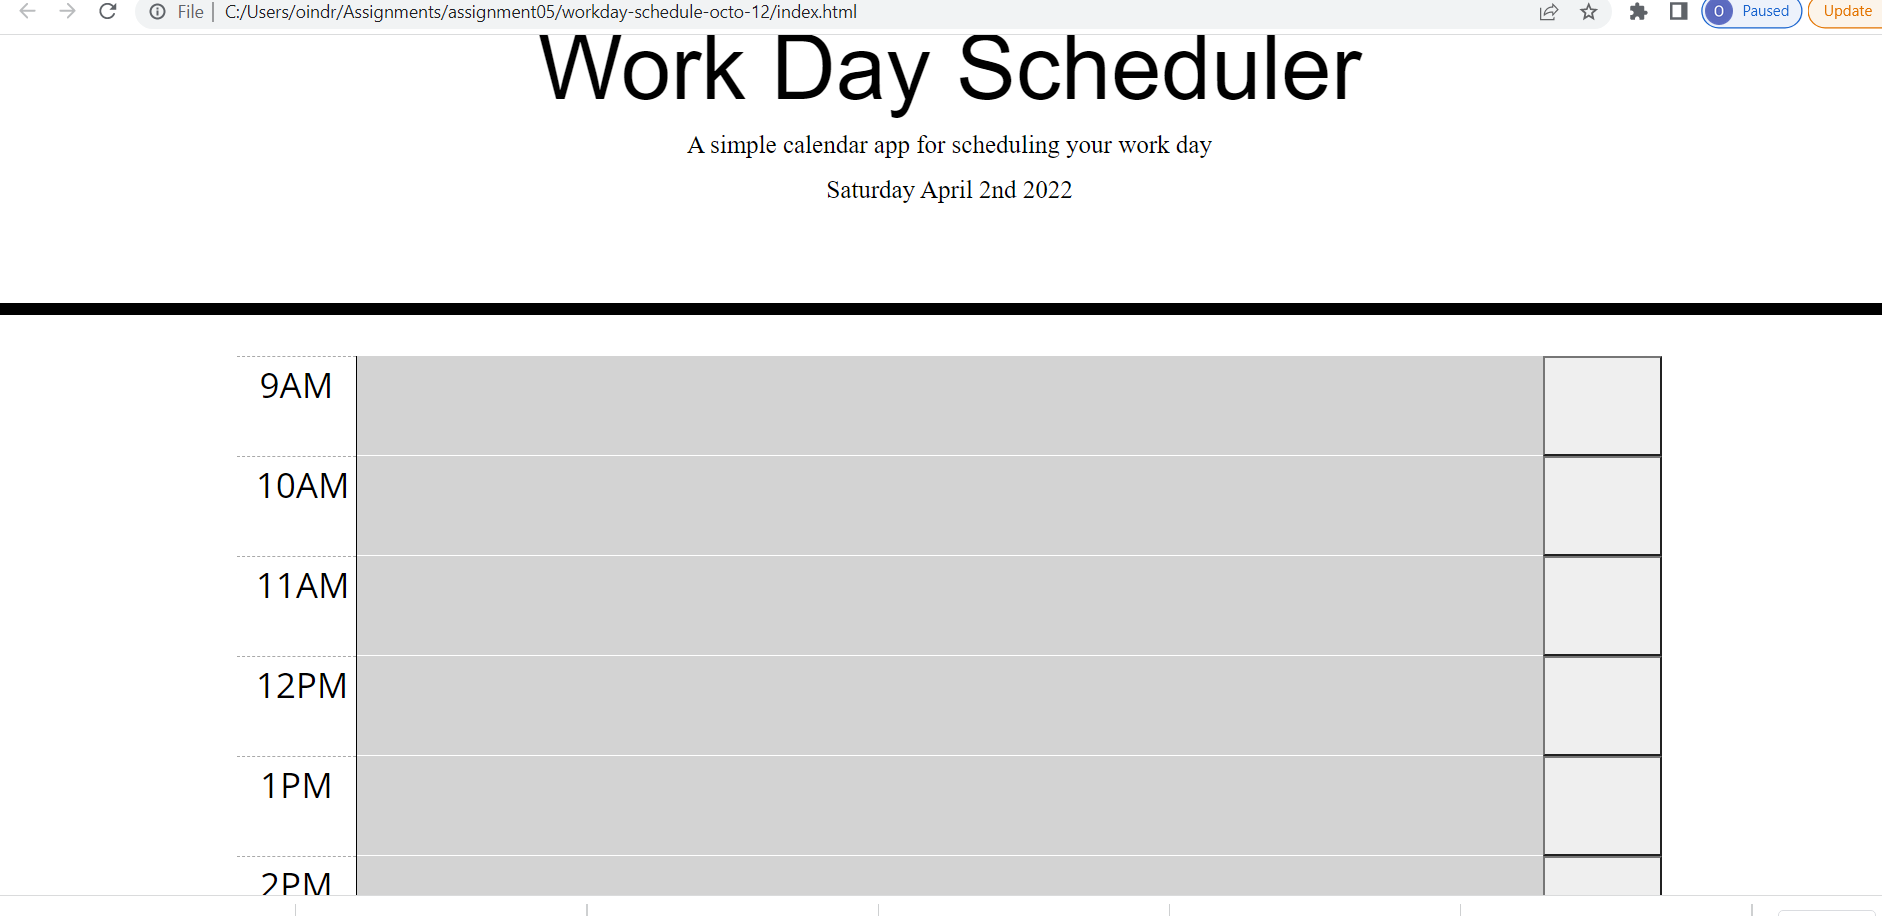 File | C:/Users/oindr/Assignments/assignment05/workday-schedule-octo-12/index.html
O Paused
Update
Work Day Scheduler
A simple calendar app for scheduling your work day
Saturday April 2nd 2022
9AM
10AM
11AM
12PM
1PM
2PM